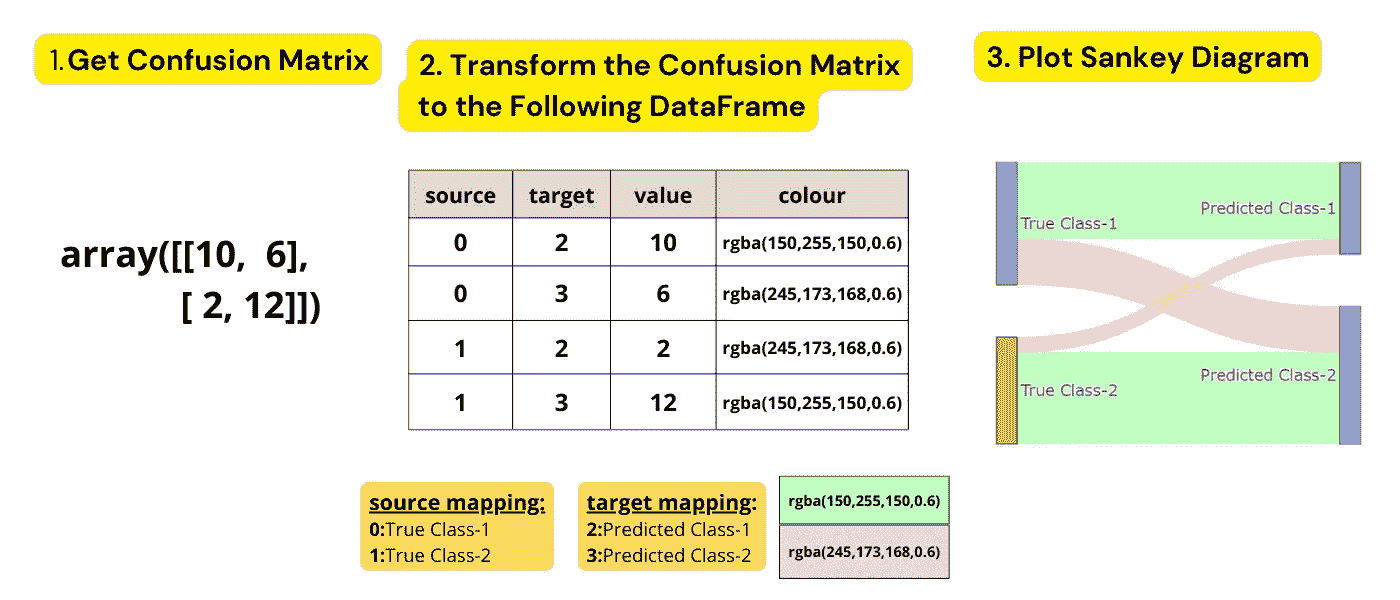 1.Get Confusion Matrix
2. Transform the Confusion Matrix
to the Following DataFrame
3. Plot Sankey Diagram
array([[10, 6],
[ 2, 12]])
source target value colour
0 2 10 rgba(150,255,150,0.6)
0 3 6 rgba(245,173,168,0.6)
1 2 2 rgba(245,173,168,0.6)
1 3 12 rgba(150,255,150,0.6)
source mapping:
0:True Class-1
1:True Class-2
target mapping:
2:Predicted Class-1
3:Predicted Class-2
rgba(150,255,150,0.6)
rgba(245,173,168,0.6)
True Class-1
Predicted Class-1
True Class-2
Predicted Class-2